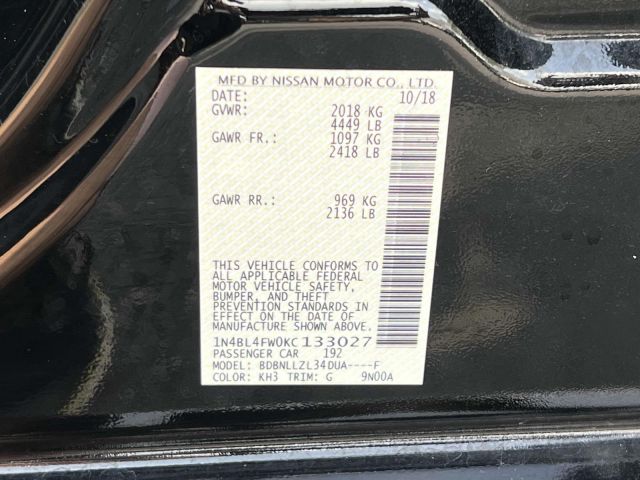 MFD BY NISSAN MOTOR CO., LTD.
DATE: 10/18
GVWR: 2018 KG
4449 LB
GAWR FR.: 1097 KG
2418 LB
GAWR RR.: 969 KG
2136 LB
THIS VEHICLE CONFORMS TO
ALL APPLICABLE FEDERAL
MOTOR VEHICLE SAFETY,
BUMPER, AND THEFT
PREVENTION STANDARDS IN
EFFECT ON THE DATE OF
MANUFACTURE SHOWN ABOVE.
1N4BL4FW0KC133027
PASSENGER CAR 192
MODEL: BDBNLLZL34DUA----F
COLOR: KH3 TRIM: G 9N00A